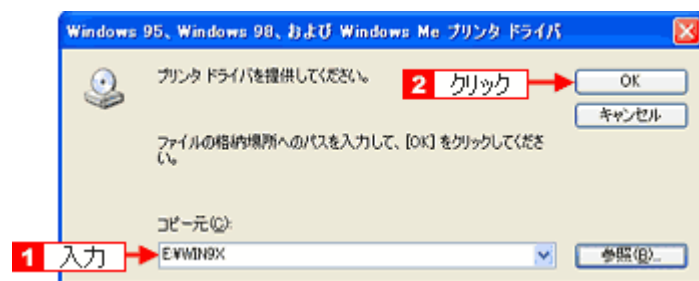 Windows 95、Windows 98、および Windows Me プリンタ ドライバ
プリンタ ドライバを提供してください。
2 クリック
OK
キャンセル
ファイルの格納場所へのパスを入力して、[OK] をクリックしてくださ
い。
コピー元(C):
1 入力
E:¥WIN9X
参照(B)...